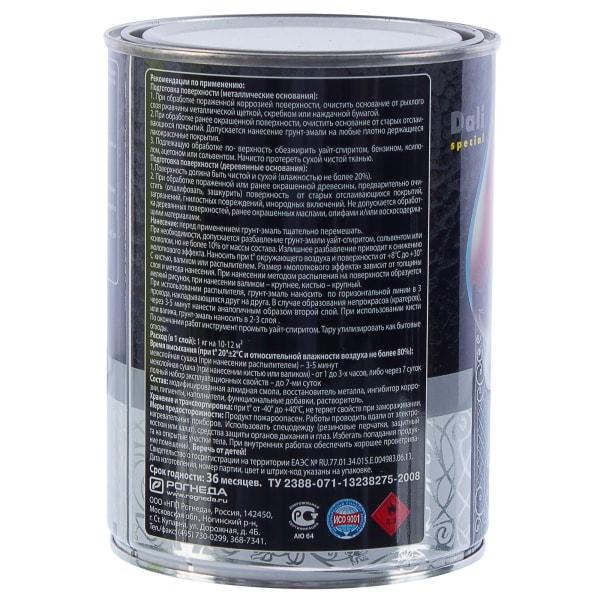 Рекомендации по применению:
Подготовка поверхности (металлические основания):
1. При обработке пораженной коррозией поверхности, очистить основание от рыхлого
слоя ржавчины металлической щеткой, скребком или наждачной бумагой.
2. При обработке ранее окрашенной поверхности, очистить основание от старых отслаи-
вающихся покрытий. Допускается нанесение грунт-эмали на любые плотно держащиеся
лакокрасочные покрытия.
3. Подлежащую обработке по- верхность обезжирить уайт-спиритом, бензином, ксило-
лом, ацетоном или сольвентом. Начисто протереть сухой чистой тканью.
Подготовка поверхности (деревянные основания):
1. Поверхность должна быть чистой и сухой (влажностью не более 20%).
2. При обработке пораженной или ранее окрашенной древесины, предварительно очи-
стить (ошлифовать, зашкурить) поверхность от старых отслаивающихся покрытий,
загрязнений, гнилостных повреждений, инородных включений. Не допускается обработ-
ка деревянных поверхностей, ранее окрашенных маслами, олифами и/или воскосодержа-
щими материалами.
Нанесение: перед применением грунт-эмаль тщательно перемешать.
При необходимости, допускается разбавление грунт-эмали уайт-спиритом, сольвентом или
ксилолом, но не более 10% от массы состава. Излишнее разбавление приводит к снижению
молоткового эффекта. Наносить при t° окружающего воздуха и поверхности от +8°С до +30°
С кистью, валиком или распылителем. Размер «молоткового эффекта» зависит от толщины
слоя и метода нанесения. При нанесении методом распыления на поверхности образуется
мелкий рисунок, при нанесении валиком – крупнее, кистью – крупный.
При использовании распылителя, грунт-эмаль наносить по горизонтальной линии в 3
прохода, накладывающихся друг на друга. В случае образования непрокрасов (кратеров),
через 3-5 минут нанести аналогичным образом второй слой. При использовании кисти
или валика, грунт-эмаль наносить в 2-3 слоя .
По окончании работ инструмент промыть уайт-спиритом. Тару утилизировать как бытовые
отходы.
Расход (в 1 слой): 1 кг на 10-12 м²
Время высыхания (при t° 20°±2°С и относительной влажности воздуха не более 80%):
межслойная сушка (при нанесении распылителем) – 3-5 минут
межслойная сушка (при нанесении кистью или валиком) - от 1 до 3-х часов, либо через 7 суток
полный набор эксплуатационных свойств – до 7-ми суток
Состав: модифицированная алкидная смола, восстановитель металла, ингибитор корро-
зии, пигменты, наполнители, функциональные добавки, растворитель.
Хранение и транспортировка: при t° от -40° до +40°С, не теряет свойств при замораживании.
Меры предосторожности: Продукт пожароопасен. Работы проводить вдали от электро-
нагревательных приборов. Использовать спецодежду (резиновые перчатки, защитный
костюм или халат), средства защиты органов дыхания и глаз. Избегать попадания продук-
та на открытые участки тела. При внутренних работах обеспечить хорошее проветрива-
ние помещений. Беречь от детей!
Свидетельство о госрегистрации на территории ЕАЭС № RU.77.01.34.015.Е.004983.06.13.
Дата изготовления, номер партии, цвет и штрих-код указаны на упаковке.
Срок годности: 36 месяцев. ТУ 2388-071-13238275-2008
РОГНЕДА
www.rogneda.ru
ООО «НПП Рогнеда», Россия, 142450,
Московская обл., Ногинский р-н,
г. Ст. Купавна, ул. Дорожная, д. 4Б.
Тел./факс (495) 730-0299, 368-7341.
АЮ 64
ИСО 9001
Dali
special